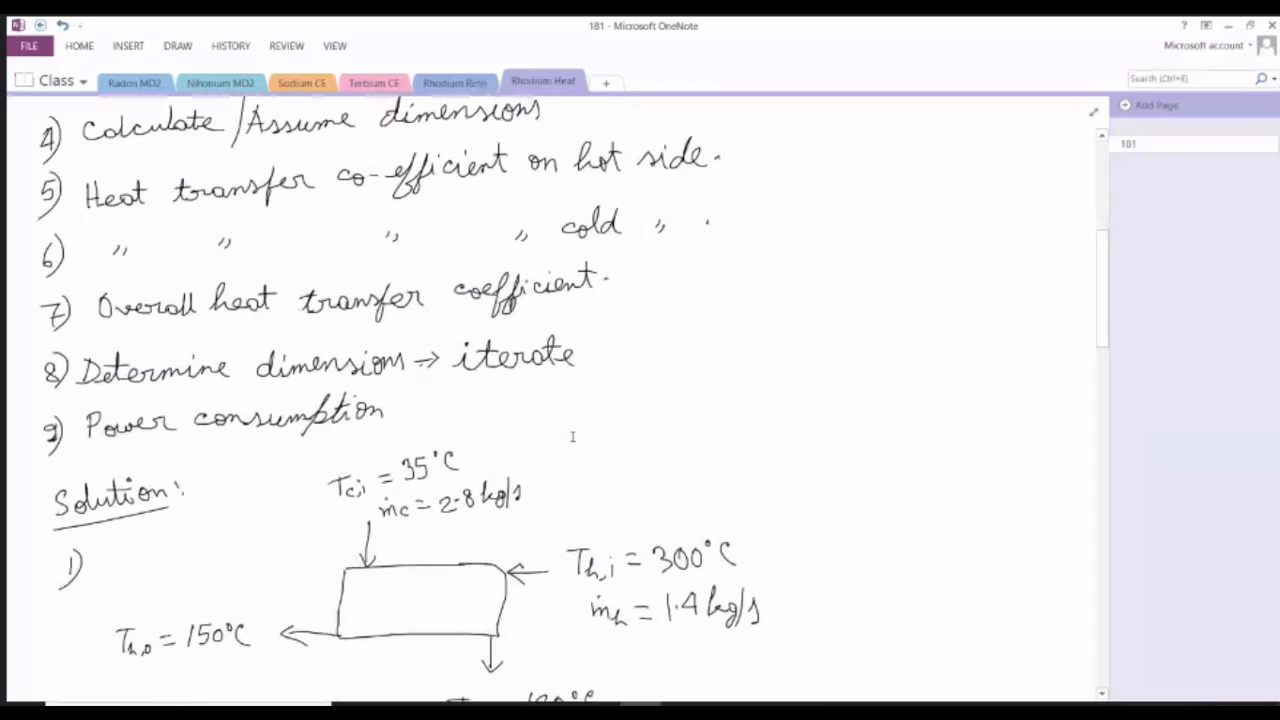 181 - Microsoft OneNote
FILE HOME INSERT DRAW HISTORY REVIEW VIEW
Microsoft account
Class Radon MD2 Nihonium MD2 Sodium CE Terbium CE Rhodium Refri Rhodium Heat
Search (Ctrl+E)
Add Page
181
4) Calculate/Assume dimensions
5) Heat transfer co-efficient on hot side.
6) " " " " cold " .
7) Overall heat transfer coefficient.
8) Determine dimensions → iterate
9) Power consumption
Solution:
Tc,i = 35°C
ṁc = 2.8 kg/s
1)
Th,i = 300°C
ṁh = 1.4 kg/s
Th,o = 150°C